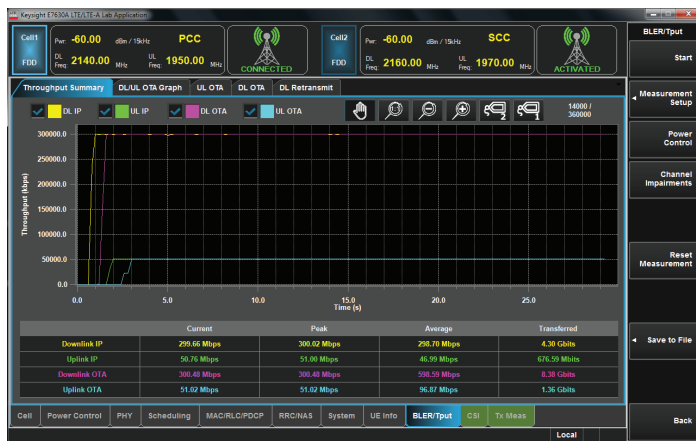 Keysight E7630A LTE/LTE-A Lab Application
Cell1
FDD
Pwr: -60.00 dBm / 15kHz PCC
DL Freq: 2140.00 MHz UL Freq: 1950.00 MHz
CONNECTED
Cell2
FDD
Pwr: -60.00 dBm / 15kHz SCC
DL Freq: 2160.00 MHz UL Freq: 1970.00 MHz
ACTIVATED
BLER/Tput
Start
Measurement Setup
Power Control
Channel Impairments
Reset Measurement
Save to File
Back
Throughput Summary DL/UL OTA Graph UL OTA DL OTA DL Retransmit
DL IP UL IP DL OTA UL OTA
1:1 2 1
14000 / 360000
Throughput (kbps)
300000.0
250000.0
200000.0
150000.0
100000.0
50000.0
0.0
0.0 5.0 10.0 15.0 20.0 25.0
Time (s)
Current Peak Average Transferred
Downlink IP 299.66 Mbps 300.02 Mbps 298.70 Mbps 4.30 Gbits
Uplink IP 50.76 Mbps 51.00 Mbps 46.99 Mbps 676.59 Mbits
Downlink OTA 300.48 Mbps 300.48 Mbps 598.59 Mbps 8.38 Gbits
Uplink OTA 51.02 Mbps 51.02 Mbps 96.87 Mbps 1.36 Gbits
Cell Power Control PHY Scheduling MAC/RLC/PDCP RRC/NAS System UE Info BLER/Tput CSI Tx Meas
Local